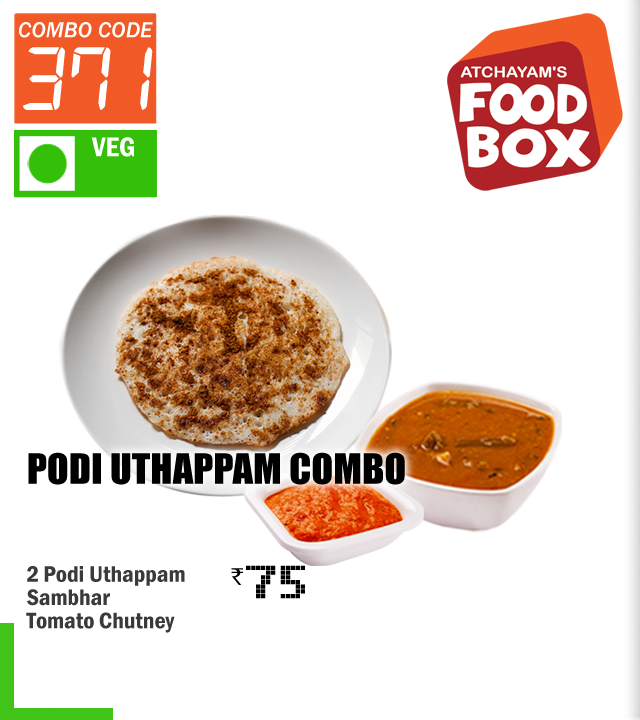 COMBO CODE
371
VEG
ATCHAYAM'S
FOOD
BOX
PODI UTHAPPAM COMBO
2 Podi Uthappam
Sambhar
Tomato Chutney
₹75